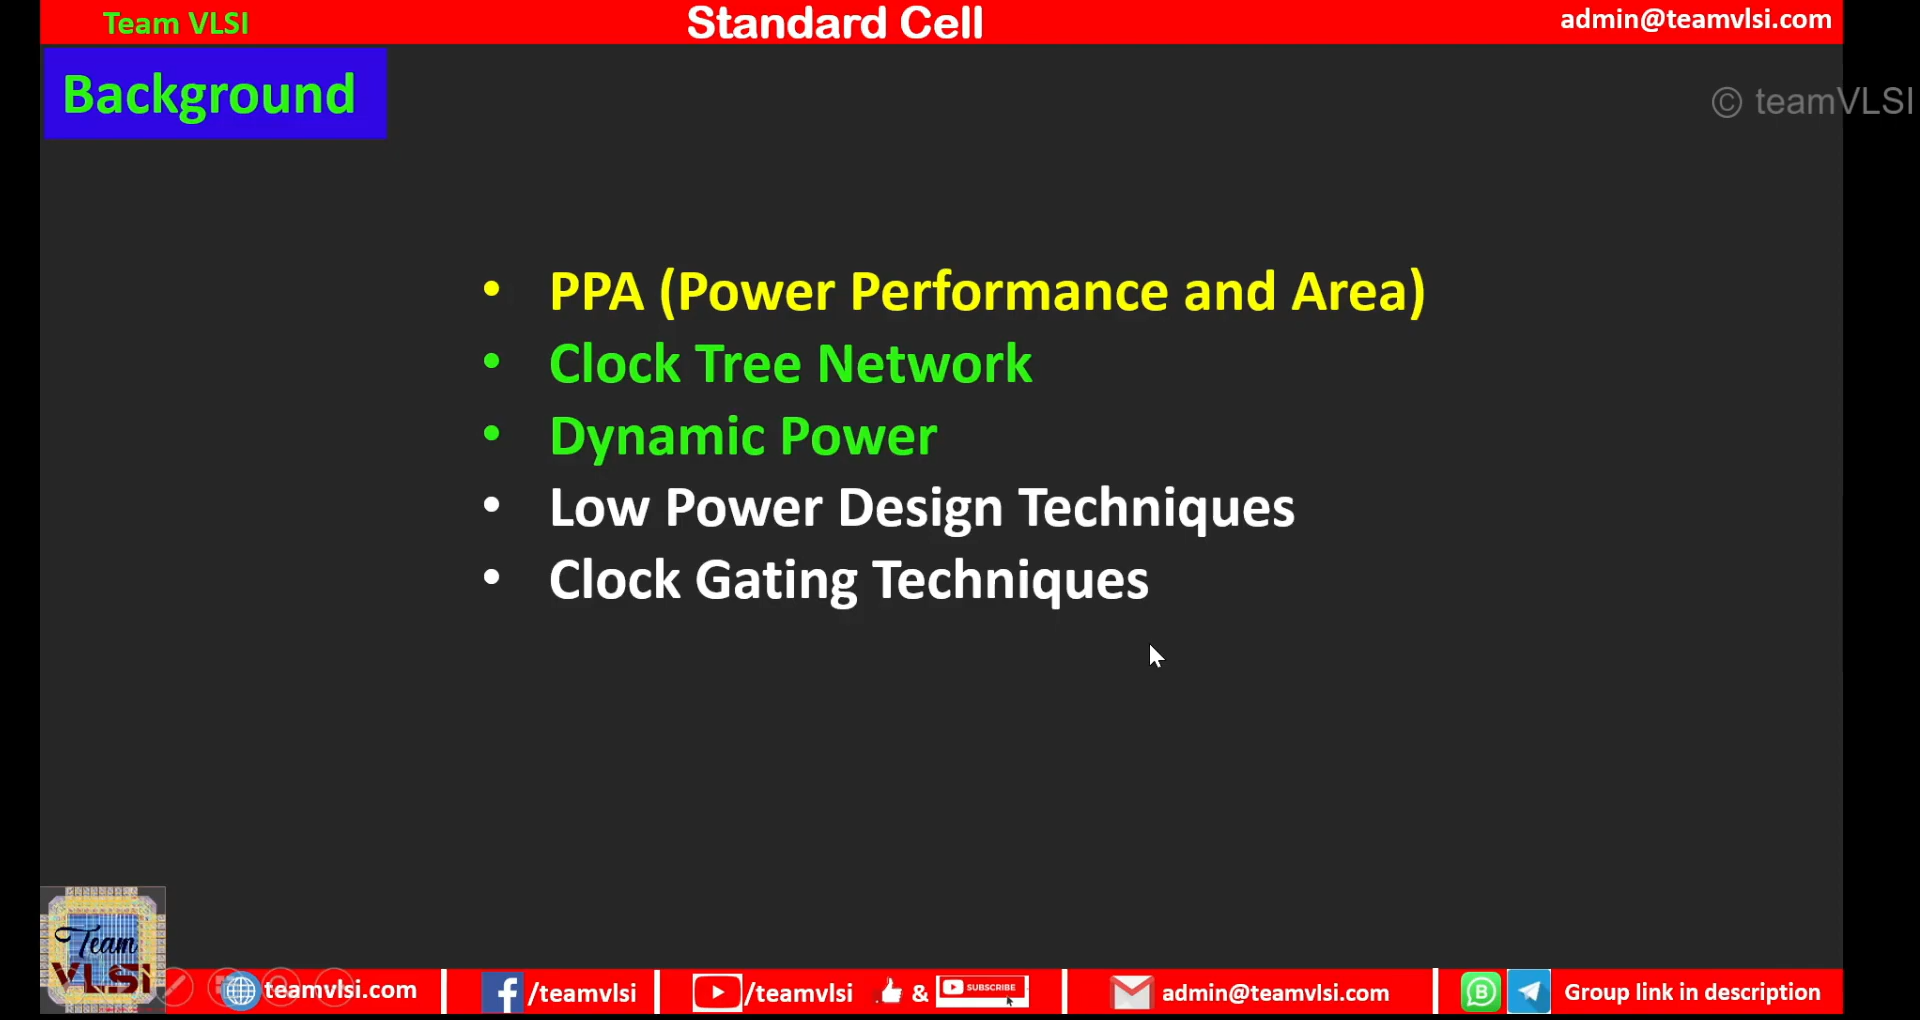 Team VLSI
Standard Cell
admin@teamvlsi.com
Background
© teamVLSI
• PPA (Power Performance and Area)
• Clock Tree Network
• Dynamic Power
• Low Power Design Techniques
• Clock Gating Techniques
Team
VLSI
teamvlsi.com
/teamvlsi
/teamvlsi
&
SUBSCRIBE
admin@teamvlsi.com
Group link in description